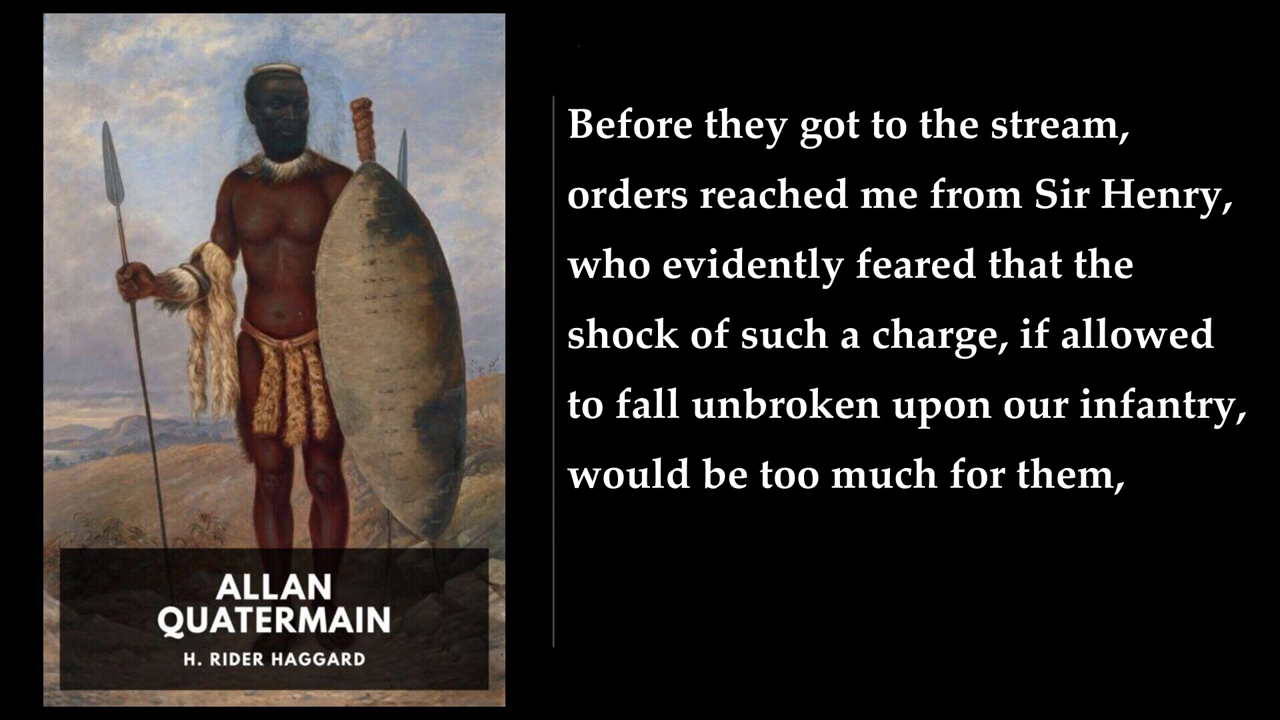 ALLAN
QUATERMAIN
H. RIDER HAGGARD
Before they got to the stream,
orders reached me from Sir Henry,
who evidently feared that the
shock of such a charge, if allowed
to fall unbroken upon our infantry,
would be too much for them,